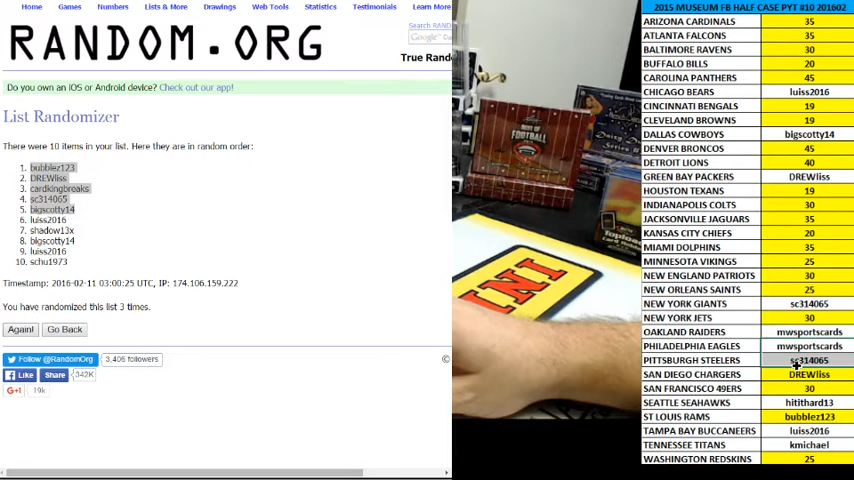 Home Games Numbers Lists & More Drawings Web Tools Statistics Testimonials Learn More
Search RAND
RANDOM.ORG
Google
True Rand
Do you own an iOS or Android device? Check out our app!
List Randomizer
There were 10 items in your list. Here they are in random order:
1. bubblez123
2. DREWliss
3. cardkingbreaks
4. sc314065
5. bigscotty14
6. luiss2016
7. shadow13x
8. bigscotty14
9. luiss2016
10. schu1973
Timestamp: 2016-02-11 03:00:25 UTC, IP: 174.106.159.222
You have randomized this list 3 times.
Again! Go Back
Follow @RandomOrg 3,406 followers
Like Share 342K
G+1 19k
©
BEST OF
FOOTBALL
Topload
INI
2015 MUSEUM FB HALF CASE PYT #10 201602
ARIZONA CARDINALS 35
ATLANTA FALCONS 35
BALTIMORE RAVENS 30
BUFFALO BILLS 20
CAROLINA PANTHERS 45
CHICAGO BEARS luiss2016
CINCINNATI BENGALS 19
CLEVELAND BROWNS 19
DALLAS COWBOYS bigscotty14
DENVER BRONCOS 45
DETROIT LIONS 40
GREEN BAY PACKERS DREWliss
HOUSTON TEXANS 19
INDIANAPOLIS COLTS 30
JACKSONVILLE JAGUARS 35
KANSAS CITY CHIEFS 20
MIAMI DOLPHINS 35
MINNESOTA VIKINGS 25
NEW ENGLAND PATRIOTS 30
NEW ORLEANS SAINTS 25
NEW YORK GIANTS sc314065
NEW YORK JETS 30
OAKLAND RAIDERS mwsportscards
PHILADELPHIA EAGLES mwsportscards
PITTSBURGH STEELERS sc314065
SAN DIEGO CHARGERS DREWliss
SAN FRANCISCO 49ERS 30
SEATTLE SEAHAWKS hitithard13
ST LOUIS RAMS bubblez123
TAMPA BAY BUCCANEERS luiss2016
TENNESSEE TITANS kmichael
WASHINGTON REDSKINS 25